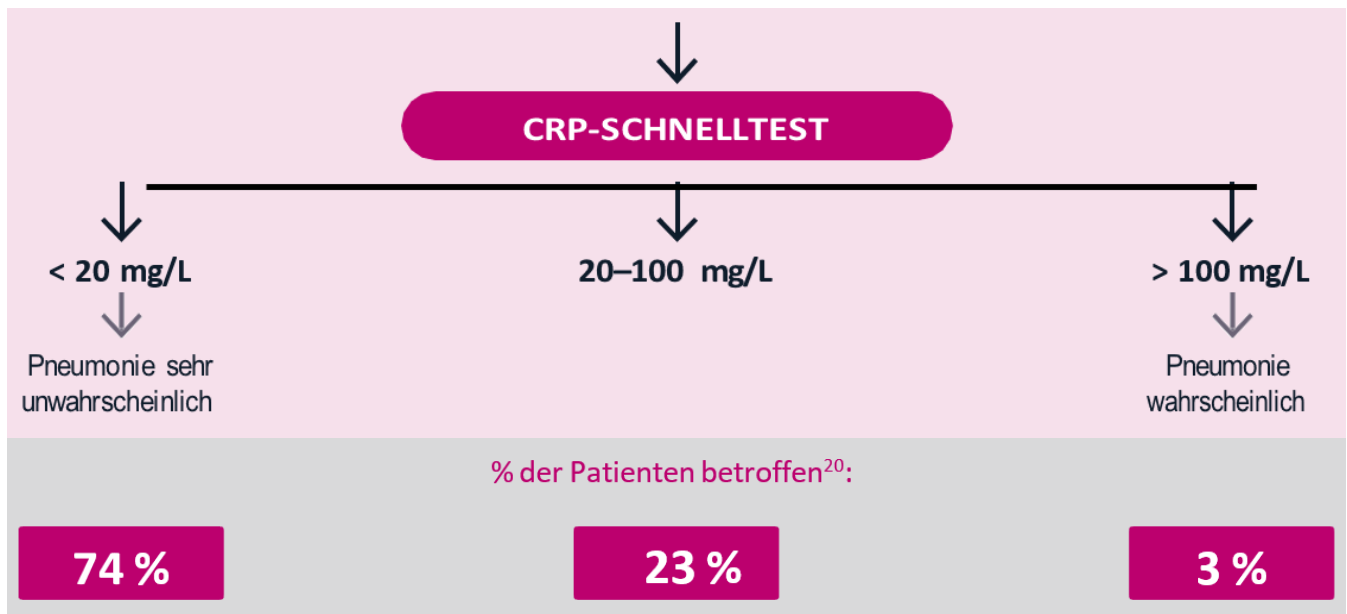 CRP-SCHNELLTEST
< 20 mg/L
20–100 mg/L
> 100 mg/L
Pneumonie sehr
unwahrscheinlich
Pneumonie
wahrscheinlich
% der Patienten betroffen²⁰:
74 %
23 %
3 %